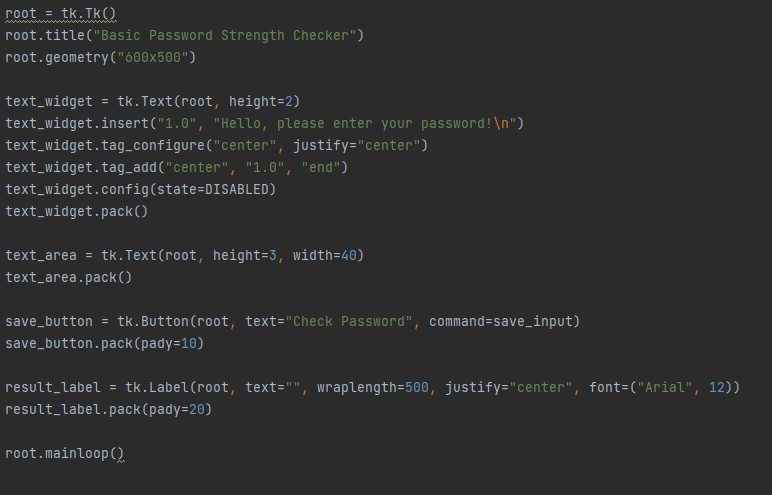 root = tk.Tk()
root.title("Basic Password Strength Checker")
root.geometry("600x500")
text_widget = tk.Text(root, height=2)
text_widget.insert("1.0", "Hello, please enter your password!\n")
text_widget.tag_configure("center", justify="center")
text_widget.tag_add("center", "1.0", "end")
text_widget.config(state=DISABLED)
text_widget.pack()
text_area = tk.Text(root, height=3, width=40)
text_area.pack()
save_button = tk.Button(root, text="Check Password", command=save_input)
save_button.pack(pady=10)
result_label = tk.Label(root, text="", wraplength=500, justify="center", font=("Arial", 12))
result_label.pack(pady=20)
root.mainloop()